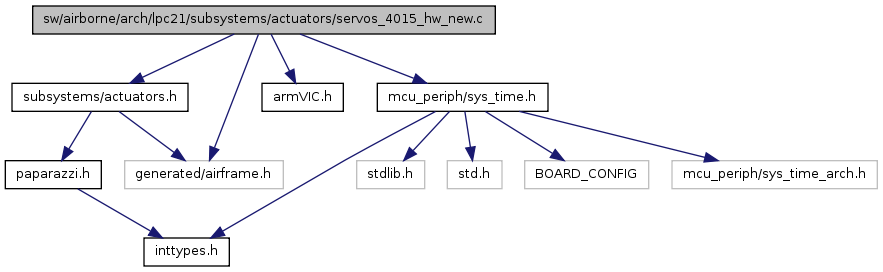 sw/airborne/arch/lpc21/subsystems/actuators/servos_4015_hw_new.c
subsystems/actuators.h
armVIC.h
mcu_periph/sys_time.h
paparazzi.h
generated/airframe.h
stdlib.h
std.h
BOARD_CONFIG
mcu_periph/sys_time_arch.h
inttypes.h